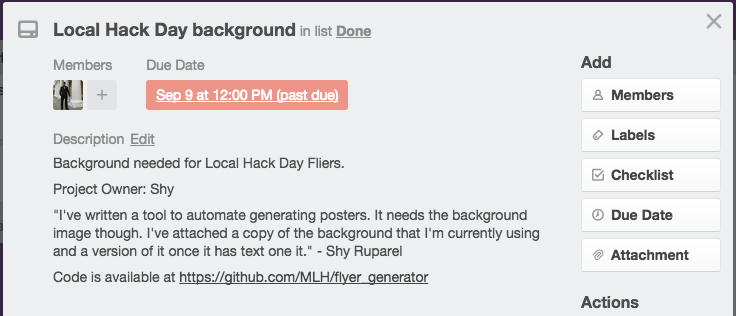 Local Hack Day background in list Done
Members
Due Date
+
Sep 9 at 12:00 PM (past due)
Description Edit
Background needed for Local Hack Day Fliers.
Project Owner: Shy
"I've written a tool to automate generating posters. It needs the background
image though. I've attached a copy of the background that I'm currently using
and a version of it once it has text one it." - Shy Ruparel
Code is available at https://github.com/MLH/flyer_generator
Add
Members
Labels
Checklist
Due Date
Attachment
Actions